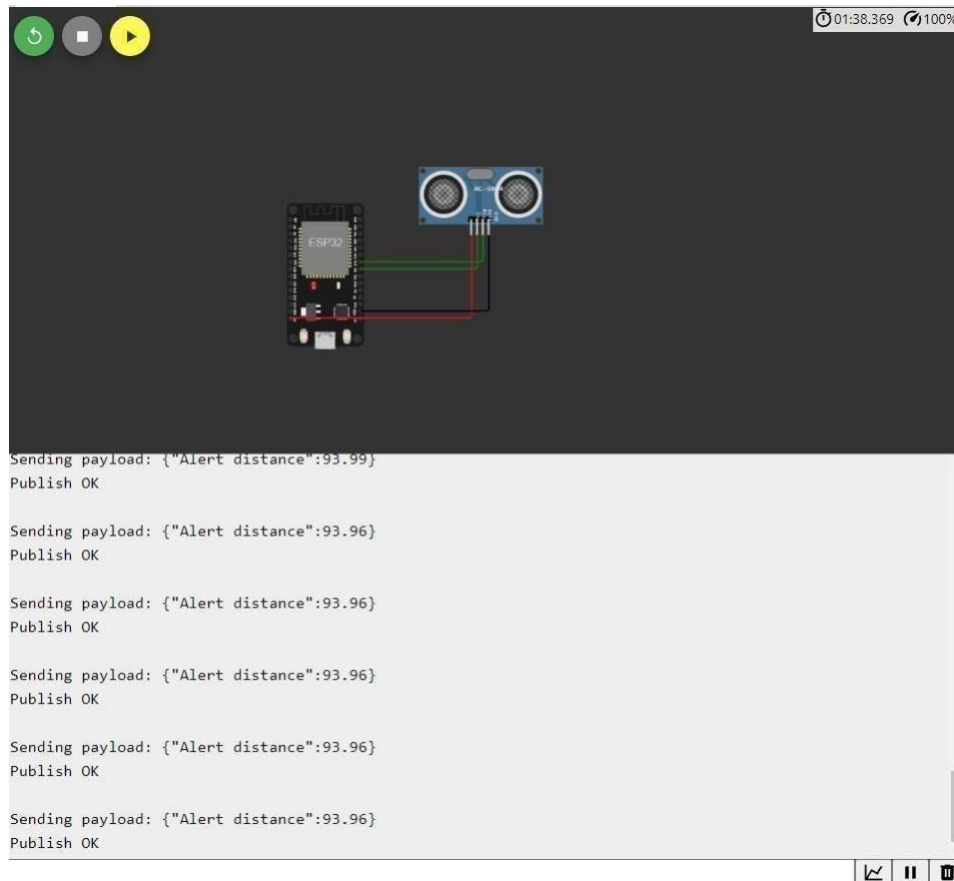 01:38.369 100%
ESP32
Sending payload: {"Alert distance":93.99}
Publish OK
Sending payload: {"Alert distance":93.96}
Publish OK
Sending payload: {"Alert distance":93.96}
Publish OK
Sending payload: {"Alert distance":93.96}
Publish OK
Sending payload: {"Alert distance":93.96}
Publish OK
Sending payload: {"Alert distance":93.96}
Publish OK